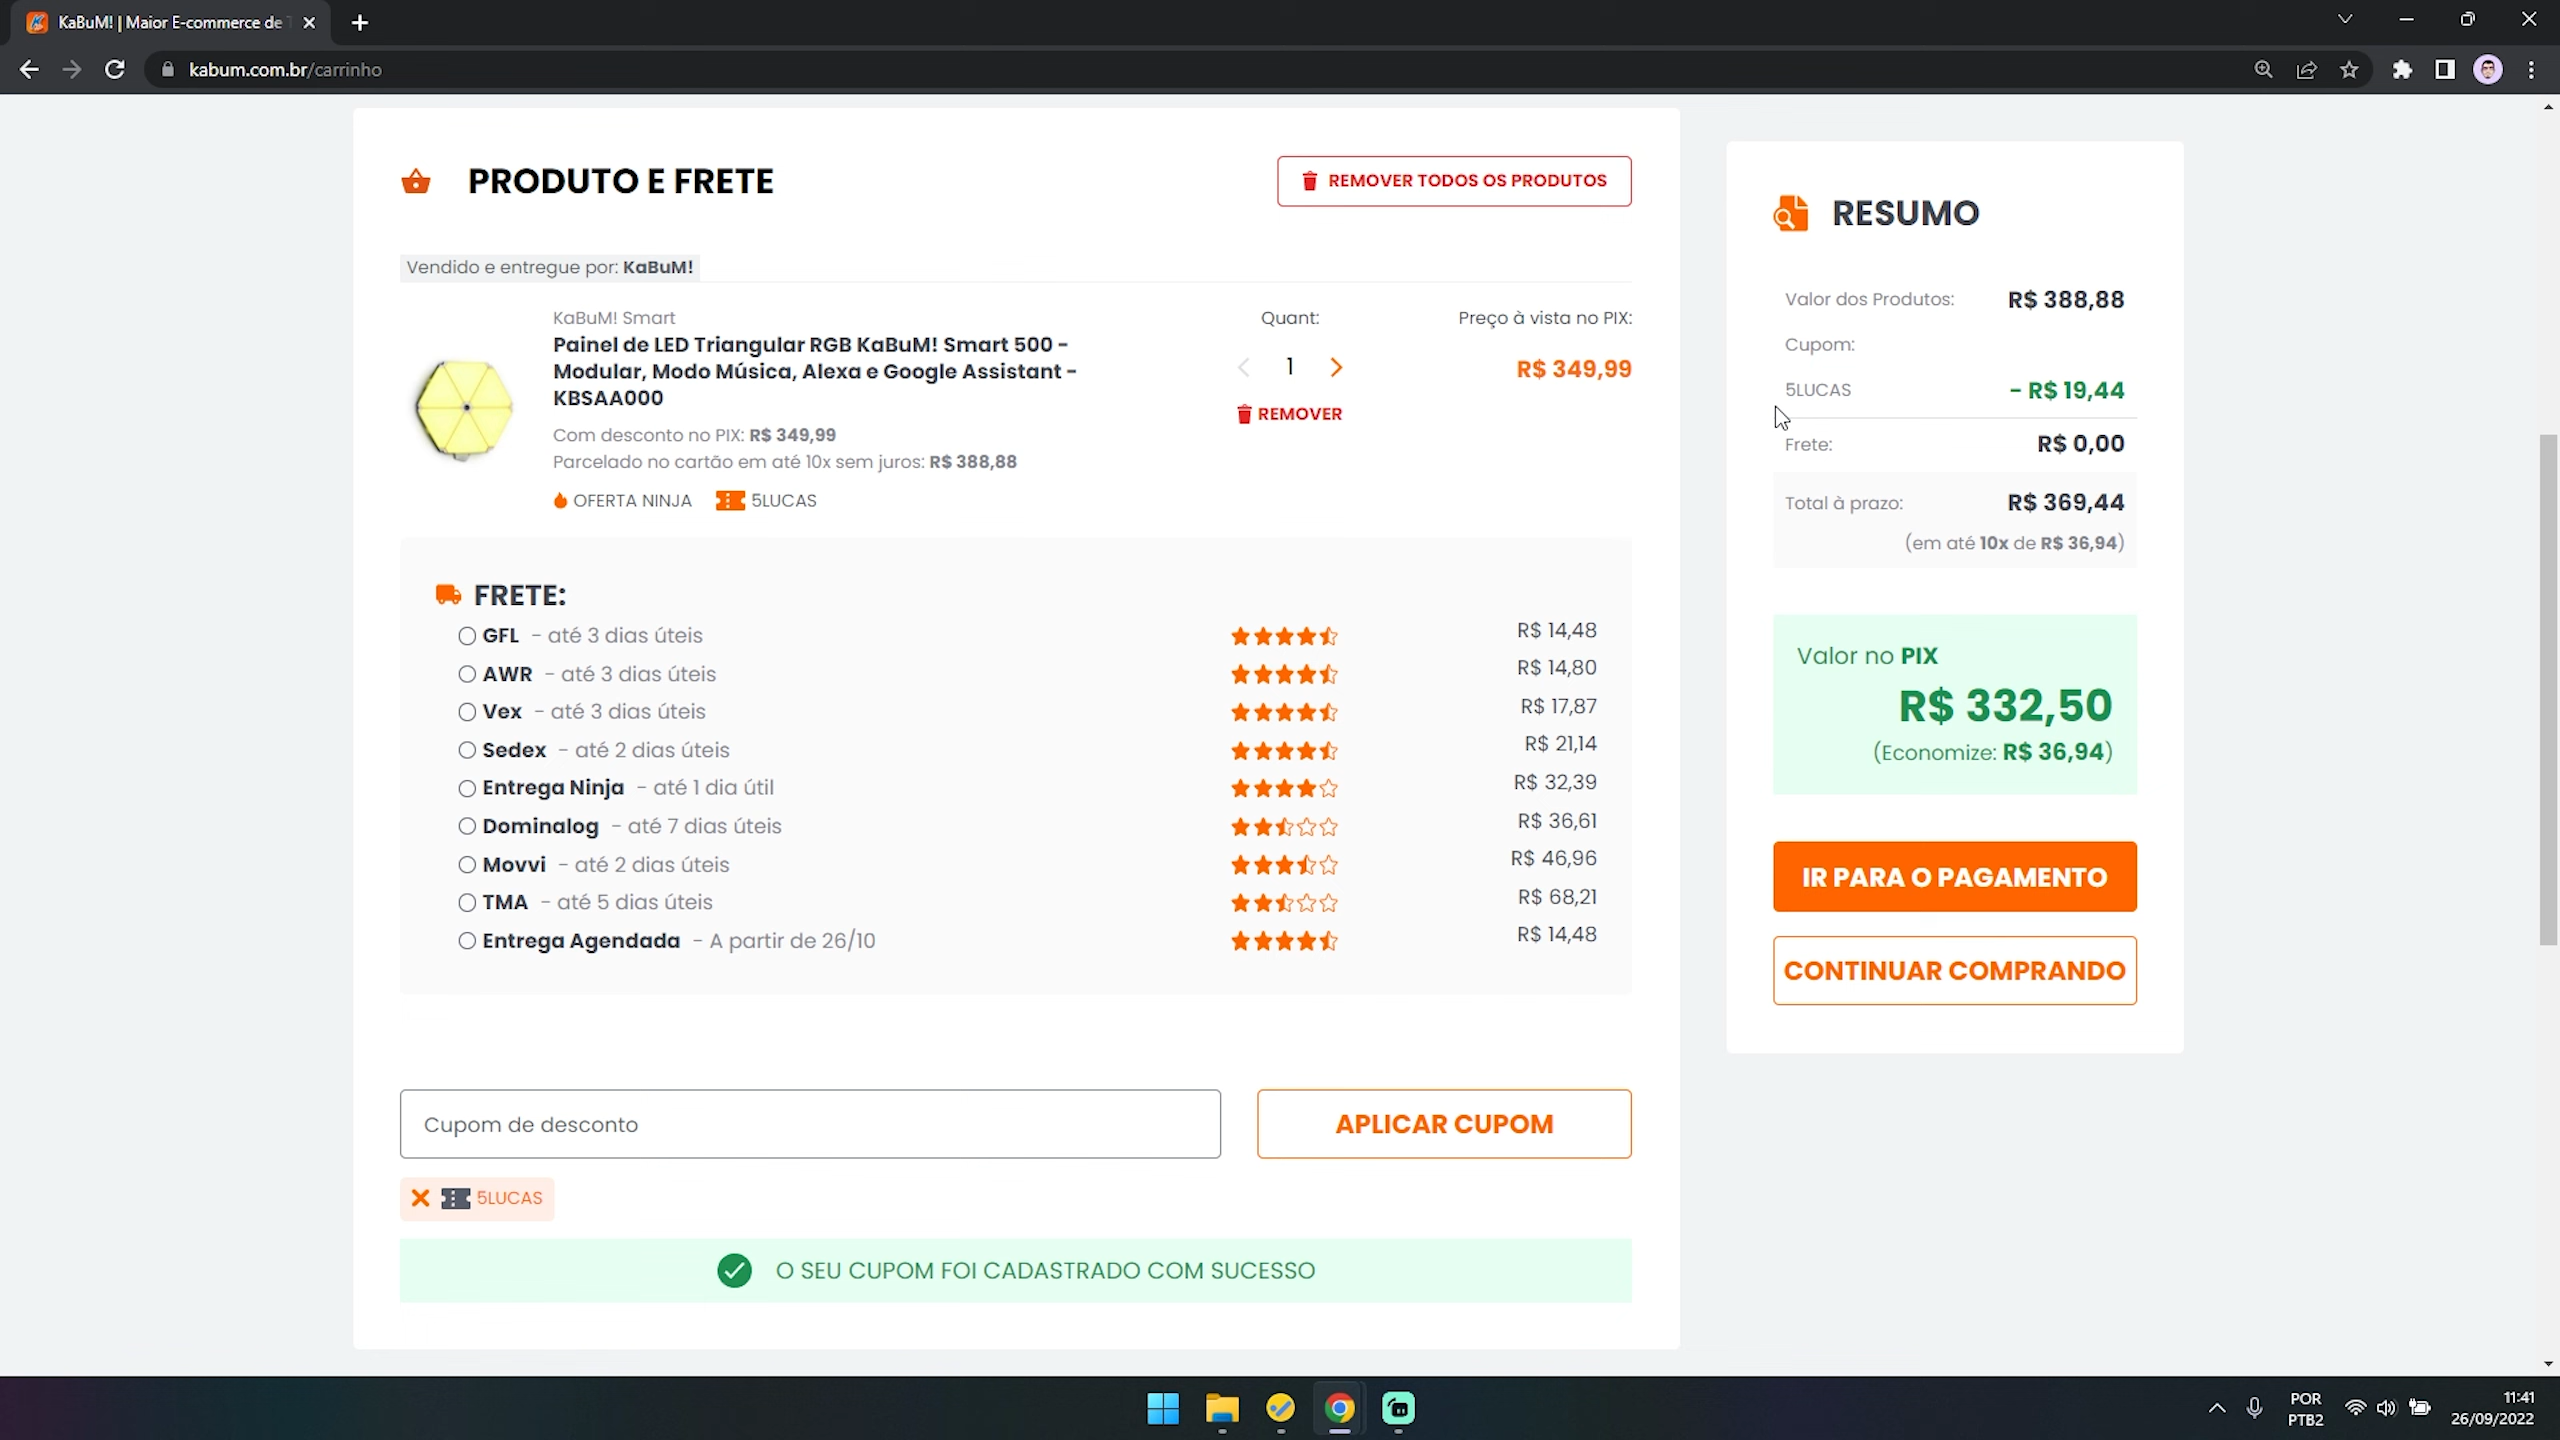 KaBuM! | Maior E-commerce de
kabum.com.br/carrinho
PRODUTO E FRETE
REMOVER TODOS OS PRODUTOS
Vendido e entregue por: KaBuM!
KaBuM! Smart
Painel de LED Triangular RGB KaBuM! Smart 500 -
Modular, Modo Música, Alexa e Google Assistant -
KBSAA000
Com desconto no PIX: R$ 349,99
Parcelado no cartão em até 10x sem juros: R$ 388,88
OFERTA NINJA 5LUCAS
Quant:
1
REMOVER
Preço à vista no PIX:
R$ 349,99
FRETE:
GFL - até 3 dias úteis R$ 14,48
AWR - até 3 dias úteis R$ 14,80
Vex - até 3 dias úteis R$ 17,87
Sedex - até 2 dias úteis R$ 21,14
Entrega Ninja - até 1 dia útil R$ 32,39
Dominalog - até 7 dias úteis R$ 36,61
Movvi - até 2 dias úteis R$ 46,96
TMA - até 5 dias úteis R$ 68,21
Entrega Agendada - A partir de 26/10 R$ 14,48
Cupom de desconto
APLICAR CUPOM
5LUCAS
O SEU CUPOM FOI CADASTRADO COM SUCESSO
RESUMO
Valor dos Produtos: R$ 388,88
Cupom:
5LUCAS - R$ 19,44
Frete: R$ 0,00
Total à prazo: R$ 369,44
(em até 10x de R$ 36,94)
Valor no PIX
R$ 332,50
(Economize: R$ 36,94)
IR PARA O PAGAMENTO
CONTINUAR COMPRANDO
POR
PTB2
11:41
26/09/2022